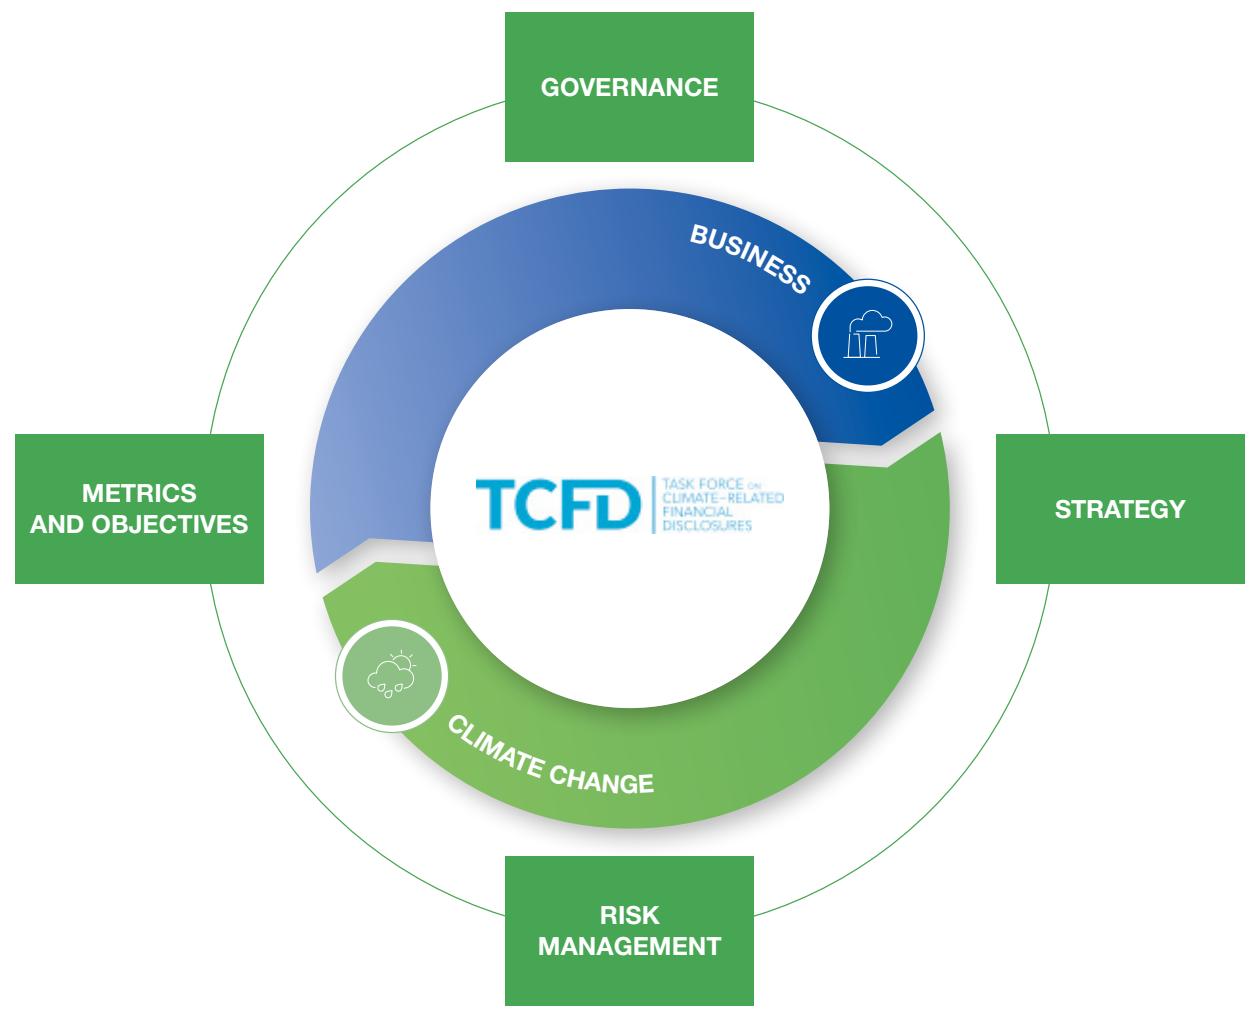 GOVERNANCE
BUSINESS
METRICS
AND OBJECTIVES
TCFD
TASK FORCE ON
CLIMATE-RELATED
FINANCIAL
DISCLOSURES
STRATEGY
CLIMATE CHANGE
RISK
MANAGEMENT